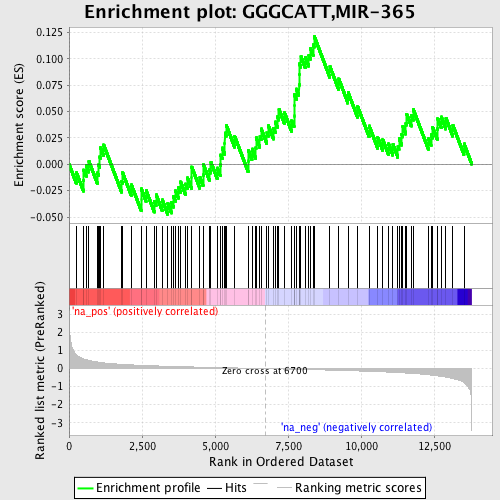 Enrichment plot: GGGCATT,MIR-365
Enrichment score (ES)
0.125
0.100
0.075
0.050
0.025
0.000
-0.025
-0.050
Ranked list metric (PreRanked)
'na_pos' (positively correlated)
3
2
1
0
-1
-2
-3
Zero cross at 6700
'na_neg' (negatively correlated)
0
2,500
5,000
7,500
10,000
12,500
Rank in Ordered Dataset
Enrichment profile
Hits
Ranking metric scores